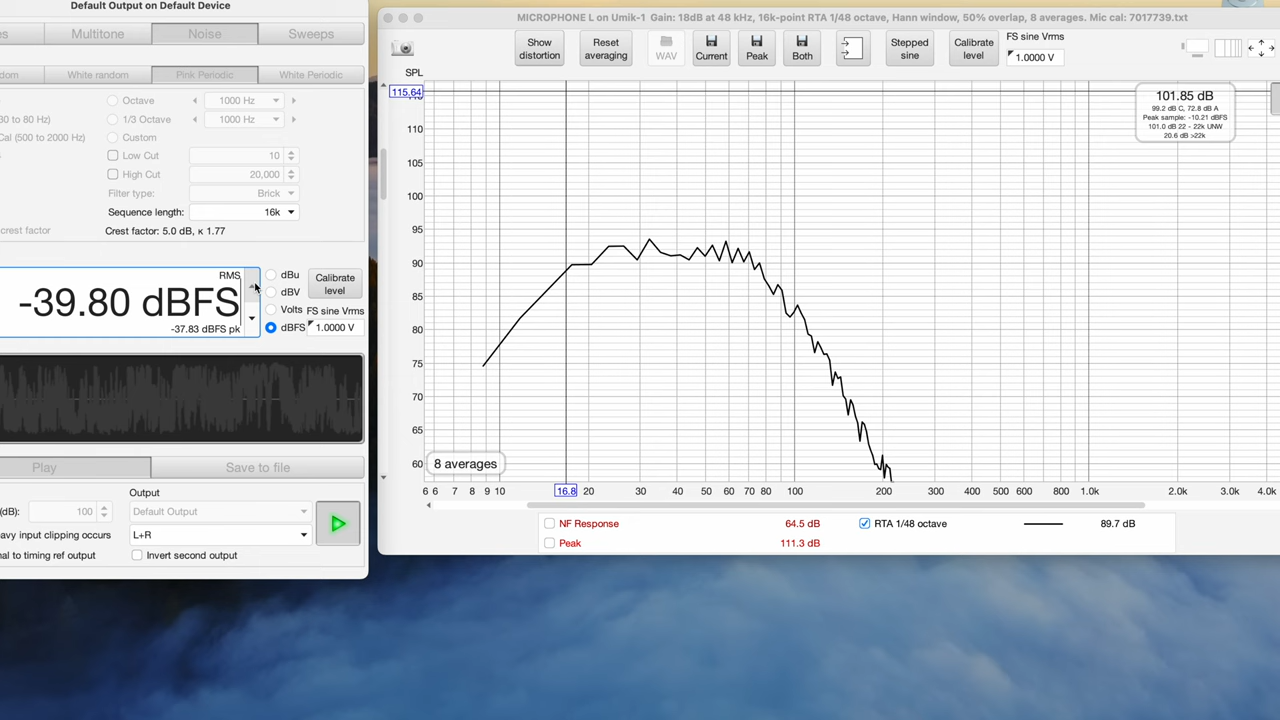 Default Output on Default Device
es
Multitone
Noise
Sweeps
dom
White random
Pink Periodic
White Periodic
Octave
1000 Hz
30 to 80 Hz)
1/3 Octave
1000 Hz
Cal (500 to 2000 Hz)
Custom
s
Low Cut
10
High Cut
20,000
Filter type:
Brick
Sequence length:
16k
crest factor
Crest factor: 5.0 dB, κ 1.77
RMS
-39.80 dBFS
-37.83 dBFS pk
dBu
dBV
Volts
dBFS
Calibrate
level
FS sine Vrms
1.0000 V
Play
Save to file
Output
(dB):
100
Default Output
eavy input clipping occurs
L+R
nal to timing ref output
Invert second output
MICROPHONE L on Umik-1 Gain: 18dB at 48 kHz, 16k-point RTA 1/48 octave, Hann window, 50% overlap, 8 averages. Mic cal: 7017739.txt
Show
distortion
Reset
averaging
WAV
Current
Peak
Both
Stepped
sine
Calibrate
level
FS sine Vrms
1.0000 V
SPL
115.64
110
105
100
95
90
85
80
75
70
65
60
101.85 dB
99.2 dB C, 72.8 dB A
Peak sample: -10.21 dBFS
101.0 dB 22 - 22k UNW
20.6 dB >22k
8 averages
6 6 7 8 9 10 16.8 20 30 40 50 60 70 80 100 200 300 400 500 600 800 1.0k 2.0k 3.0k 4.0k
NF Response 64.5 dB
RTA 1/48 octave 89.7 dB
Peak 111.3 dB